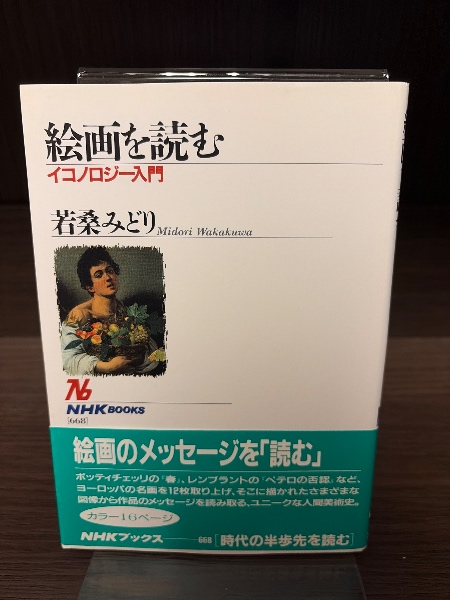 絵画を読む
イコノロジー入門
若桑みどり Midori Wakakuwa
NHK BOOKS
[668]
絵画のメッセージを「読む」
ボッティチェッリの「春」、レンブラントの「ペテロの否認」など、
ヨーロッパの名画を12枚取り上げ、そこに描かれたさまざまな
図像から作品のメッセージを読み取る、ユニークな人間美術史。
カラー16ページ
NHKブックス—668[時代の半歩先を読む]